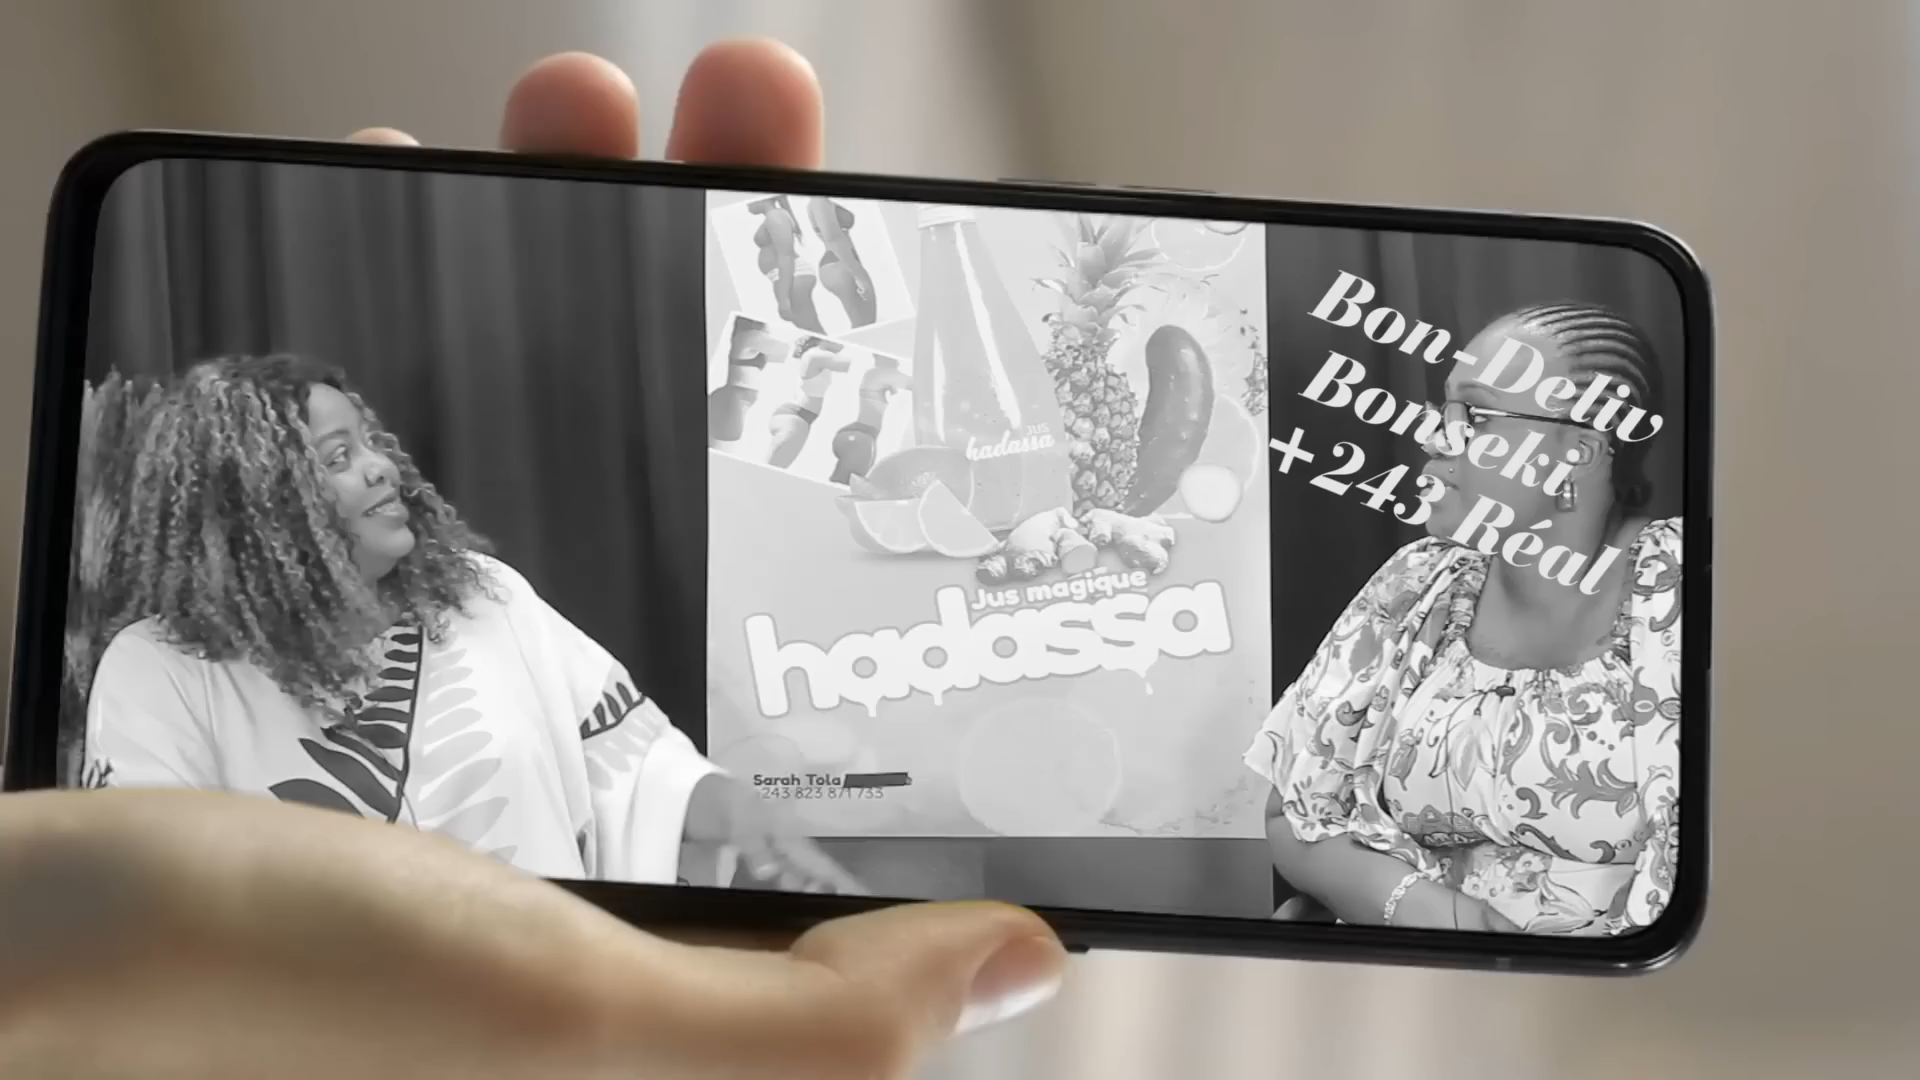 Bon-Deliv
Bonseki
+243 Réal
JUS
hadassa
Jus magique
hadassa
Sarah Tola
243 823 871 733